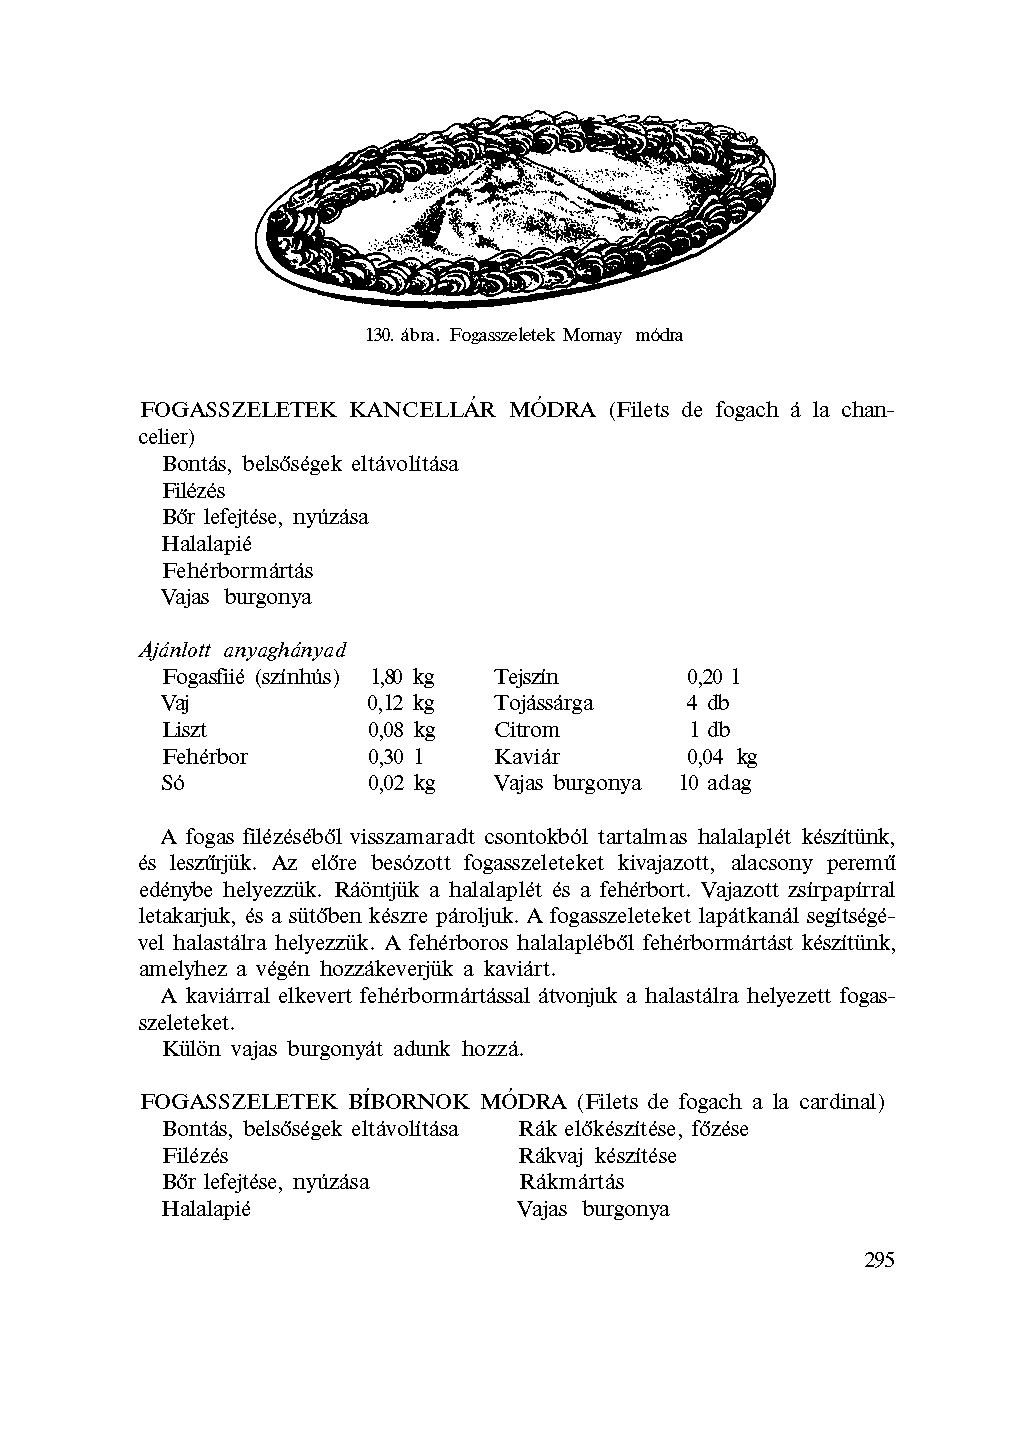 130. ábra. Fogasszeletek Mornay módra
FOGASSZELETEK KANCELLÁR MÓDRA (Filets de fogach á la chan-
celier)
Bontás, belsőségek eltávolítása
Filézés
Bőr lefejtése, nyúzása
Halalapié
Fehérbormártás
Vajas burgonya
Ajánlott anyaghányad
Fogasfiié (színhús) 1,80 kg Tejszín 0,20 l
Vaj 0,12 kg Tojássárga 4 db
Liszt 0,08 kg Citrom 1 db
Fehérbor 0,30 l Kaviár 0,04 kg
Só 0,02 kg Vajas burgonya 10 adag
A fogas filézéséből visszamaradt csontokból tartalmas halalaplét készítünk,
és leszűrjük. Az előre besózott fogasszeleteket kivajazott, alacsony peremű
edénybe helyezzük. Ráöntjük a halalaplét és a fehérbort. Vajazott zsírpapírral
letakarjuk, és a sütőben készre pároljuk. A fogasszeleteket lapátkanál segítségé-
vel halastálra helyezzük. A fehérboros halalapléből fehérbormártást készítünk,
amelyhez a végén hozzákeverjük a kaviárt.
A kaviárral elkevert fehérbormártással átvonjuk a halastálra helyezett fogas-
szeleteket.
Külön vajas burgonyát adunk hozzá.
FOGASSZELETEK BÍBORNOK MÓDRA (Filets de fogach a la cardinal)
Bontás, belsőségek eltávolítása Rák előkészítése, főzése
Filézés Rákvaj készítése
Bőr lefejtése, nyúzása Rákmártás
Halalapié Vajas burgonya
295